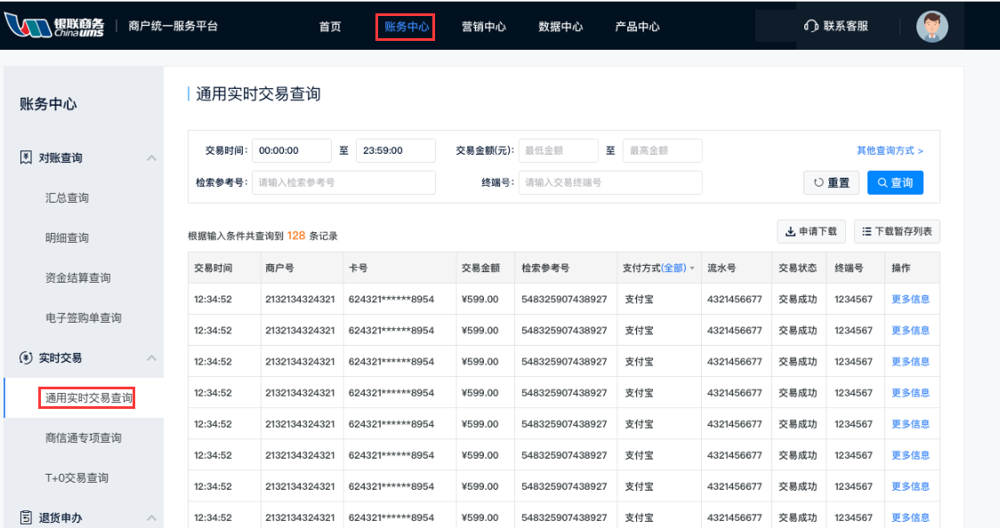 银联商务 China ums 商户统一服务平台 首页 账务中心 营销中心 数据中心 产品中心 联系客服
账务中心
对账查询
汇总查询
明细查询
资金结算查询
电子签购单查询
实时交易
通用实时交易查询
商信通专项查询
T+0交易查询
退货申办
通用实时交易查询
交易时间: 00:00:00 至 23:59:00 交易金额(元): 最低金额 至 最高金额 其他查询方式 >
检索参考号: 请输入检索参考号 终端号: 请输入交易终端号 重置 查询
根据输入条件共查询到 128 条记录 申请下载 下载暂存列表
交易时间 商户号 卡号 交易金额 检索参考号 支付方式(全部) 流水号 交易状态 终端号 操作
12:34:52 2132134324321 624321******8954 ¥599.00 548325907438927 支付宝 4321456677 交易成功 1234567 更多信息
12:34:52 2132134324321 624321******8954 ¥599.00 548325907438927 支付宝 4321456677 交易成功 1234567 更多信息
12:34:52 2132134324321 624321******8954 ¥599.00 548325907438927 支付宝 4321456677 交易成功 1234567 更多信息
12:34:52 2132134324321 624321******8954 ¥599.00 548325907438927 支付宝 4321456677 交易成功 1234567 更多信息
12:34:52 2132134324321 624321******8954 ¥599.00 548325907438927 支付宝 4321456677 交易成功 1234567 更多信息
12:34:52 2132134324321 624321******8954 ¥599.00 548325907438927 支付宝 4321456677 交易成功 1234567 更多信息
12:34:52 2132134324321 624321******8954 ¥599.00 548325907438927 支付宝 4321456677 交易成功 1234567 更多信息
12:34:52 2132134324321 624321******8954 ¥599.00 548325907438927 支付宝 4321456677 交易成功 1234567 更多信息